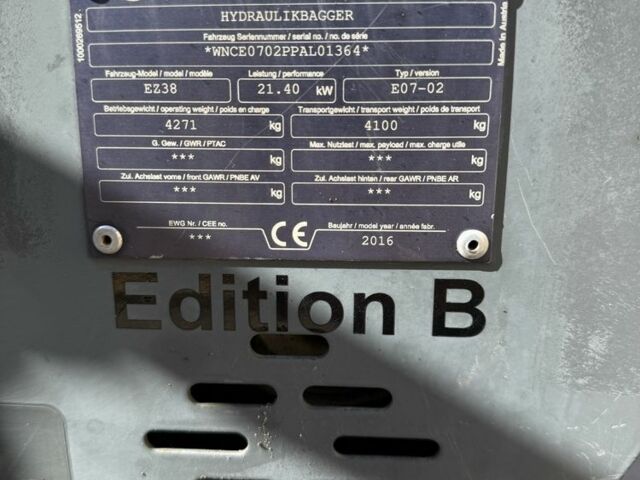 HYDRAULIKBAGGER
Fahrzeug Seriennummer / serial no. / no. de série
*WNCE0702PPAL01364*
Fahrzeug-Model / model / modèle Leistung / performance Typ / version
EZ38 21.40 kW E07-02
Betriebsgewicht / operating weight / poids en charge Transportgewicht / transport weight / poids de transport
4271 kg 4100 kg
G. Gew. / GWR / PTAC Max. Nutzlast / max. payload / max. charge utile
*** kg *** kg
Zul. Achslast vorne / front GAWR / PNBE AV Zul. Achslast hinten / rear GAWR / PNBE AR
*** kg *** kg
EWG Nr. / CEE no. CE Baujahr / model year / année fabr.
*** 2016
1000269512
Made in Austria
Edition B